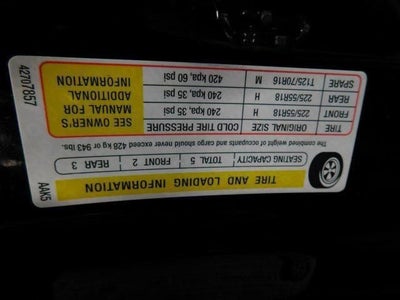 TIRE AND LOADING INFORMATION
SEATING CAPACITY TOTAL 5 FRONT 2 REAR 3
The combined weight of occupants and cargo should never exceed 428 kg or 943 lbs.
TIRE ORIGINAL SIZE COLD TIRE PRESSURE
FRONT 225/55R18 H 240 kpa, 35 psi
REAR 225/55R18 H 240 kpa, 35 psi
SPARE T125/70R16 M 420 kpa, 60 psi
SEE OWNER'S
MANUAL FOR
ADDITIONAL
INFORMATION
AAK5
42707857